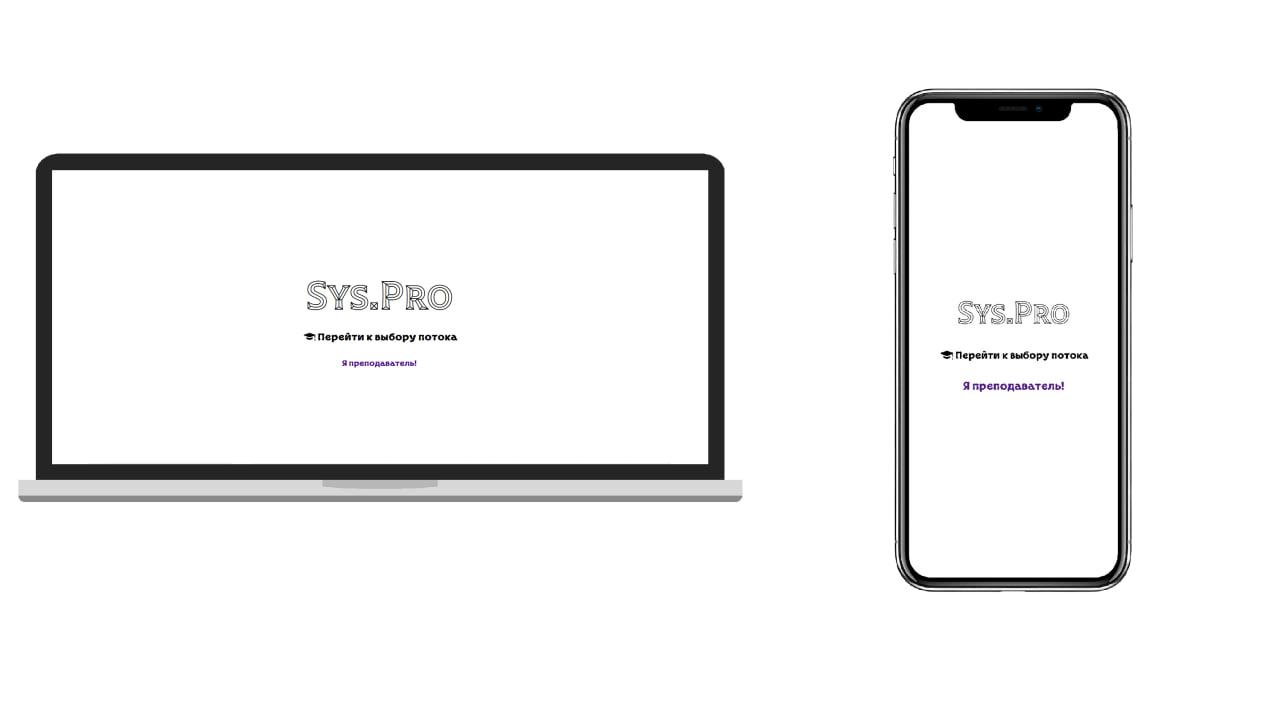 Sys.Pro
Перейти к выбору потока
Я преподаватель!
Sys.Pro
Перейти к выбору потока
Я преподаватель!